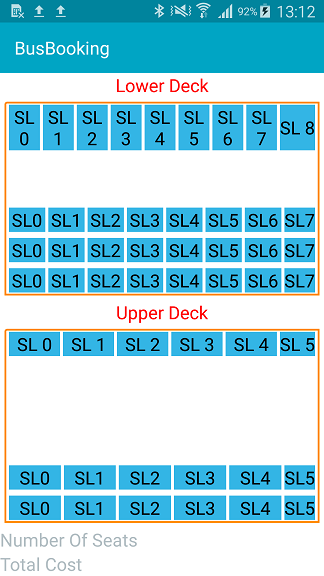 92% 13:12
BusBooking
Lower Deck
SL 0 SL 1 SL 2 SL 3 SL 4 SL 5 SL 6 SL 7 SL 8
SL0 SL1 SL2 SL3 SL4 SL5 SL6 SL7
SL0 SL1 SL2 SL3 SL4 SL5 SL6 SL7
SL0 SL1 SL2 SL3 SL4 SL5 SL6 SL7
Upper Deck
SL 0 SL 1 SL 2 SL 3 SL 4 SL 5
SL0 SL1 SL2 SL3 SL4 SL5
SL0 SL1 SL2 SL3 SL4 SL5
Number Of Seats
Total Cost